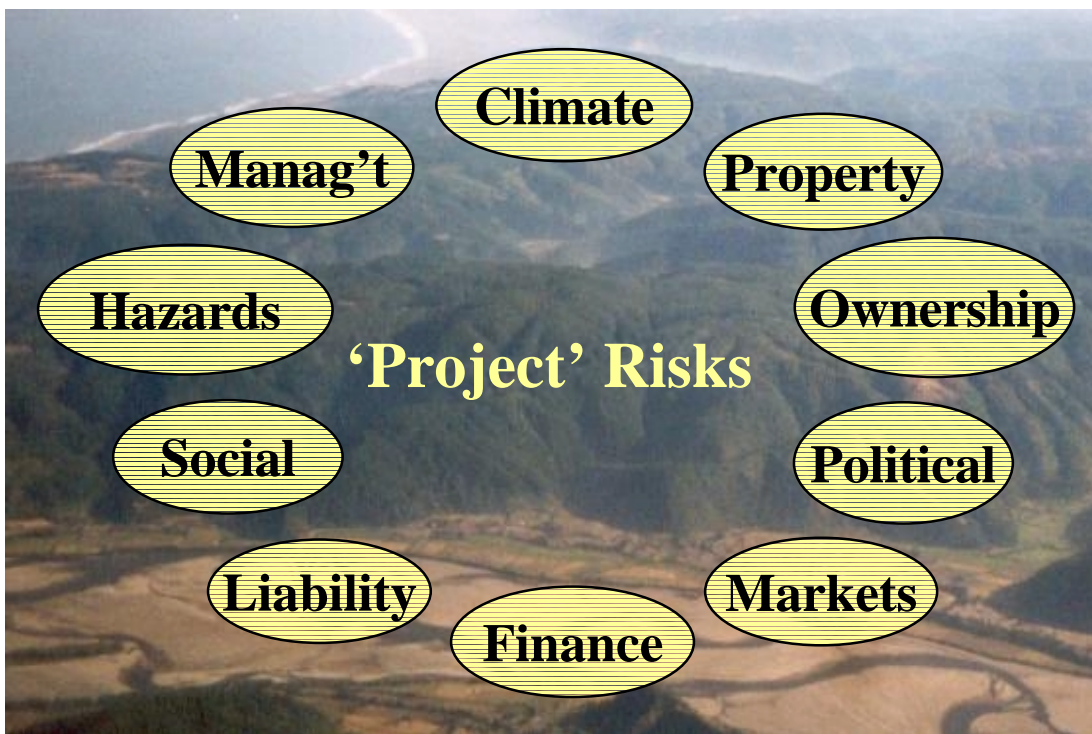 Climate
Manag’t
Property
Hazards
Ownership
‘Project’ Risks
Social
Political
Liability
Markets
Finance